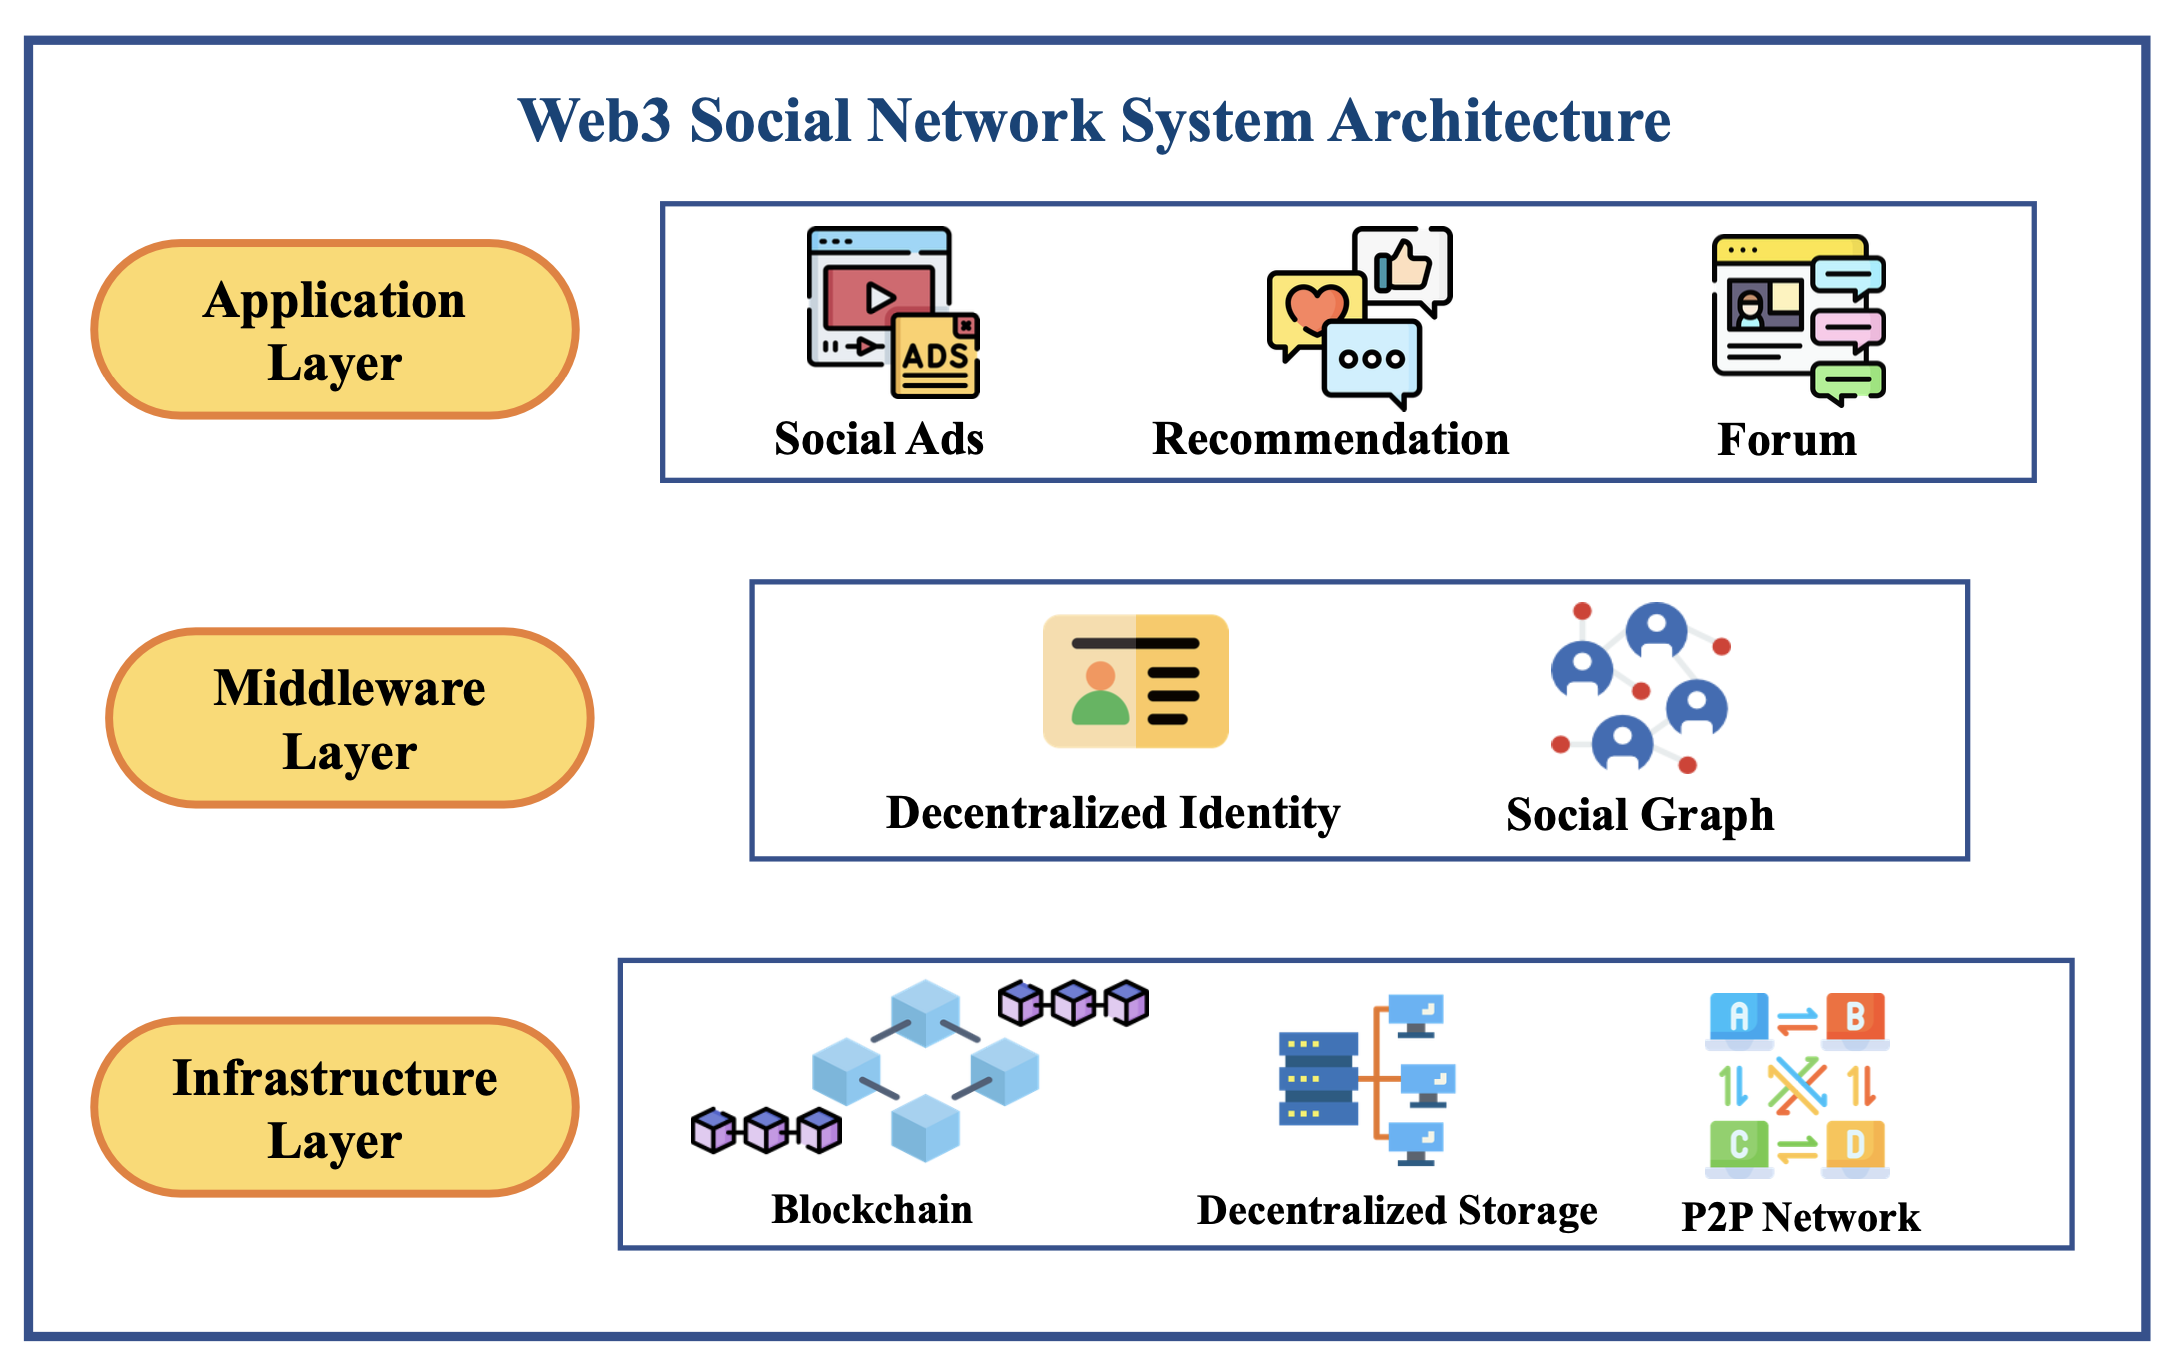 Web3 Social Network System Architecture
Application
Layer
ADS
Social Ads
Recommendation
Forum
Middleware
Layer
Decentralized Identity
Social Graph
Infrastructure
Layer
Blockchain
Decentralized Storage
A
B
C
D
P2P Network